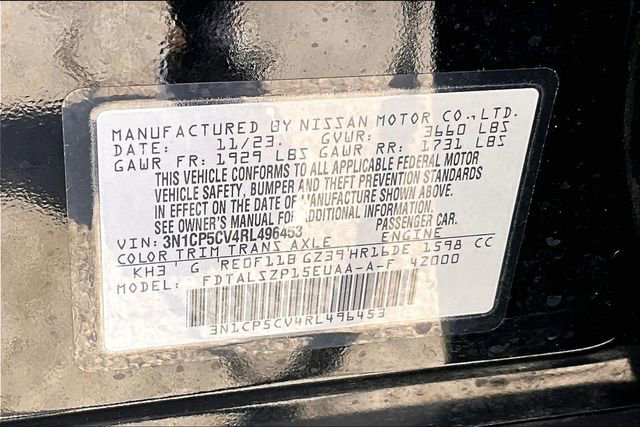 MANUFACTURED BY NISSAN MOTOR CO., LTD.
DATE: 11/23. GVWR: 3660 LBS
GAWR FR: 1929 LBS GAWR RR: 1731 LBS
THIS VEHICLE CONFORMS TO ALL APPLICABLE FEDERAL MOTOR
VEHICLE SAFETY, BUMPER AND THEFT PREVENTION STANDARDS
IN EFFECT ON THE DATE OF MANUFACTURE SHOWN ABOVE.
SEE OWNER'S MANUAL FOR ADDITIONAL INFORMATION.
VIN: 3N1CP5CV4RL496453 PASSENGER CAR.
COLOR TRIM TRANS AXLE ENGINE
KH3 G RE0F11B GZ39 HR16DE 1598 CC
MODEL: FDTALSZP15EUAA-A-F 42000
3N1CP5CV4RL496453